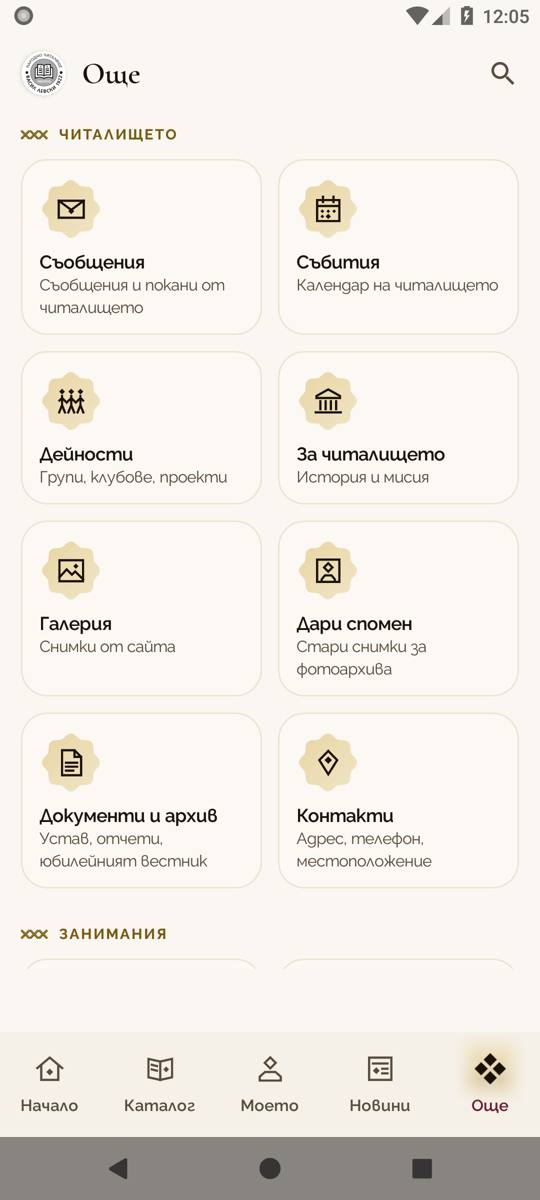 12:05
Още
ЧИТАЛИЩЕТО
Съобщения
Съобщения и покани от
читалището
Събития
Календар на читалището
Дейности
Групи, клубове, проекти
За читалището
История и мисия
Галерия
Снимки от сайта
Дари спомен
Стари снимки за
фотоархива
Документи и архив
Устав, отчети,
юбилейният вестник
Контакти
Адрес, телефон,
местоположение
ЗАНИМАНИЯ
Начало
Каталог
Моето
Новини
Още